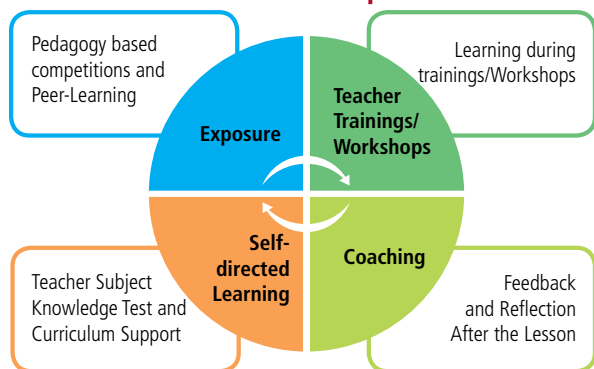 Pedagogy based
competitions and
Peer-Learning
Learning during
trainings/Workshops
Exposure
Teacher
Trainings/
Workshops
Self-
directed
Learning
Coaching
Teacher Subject
Knowledge Test and
Curriculum Support
Feedback
and Reflection
After the Lesson